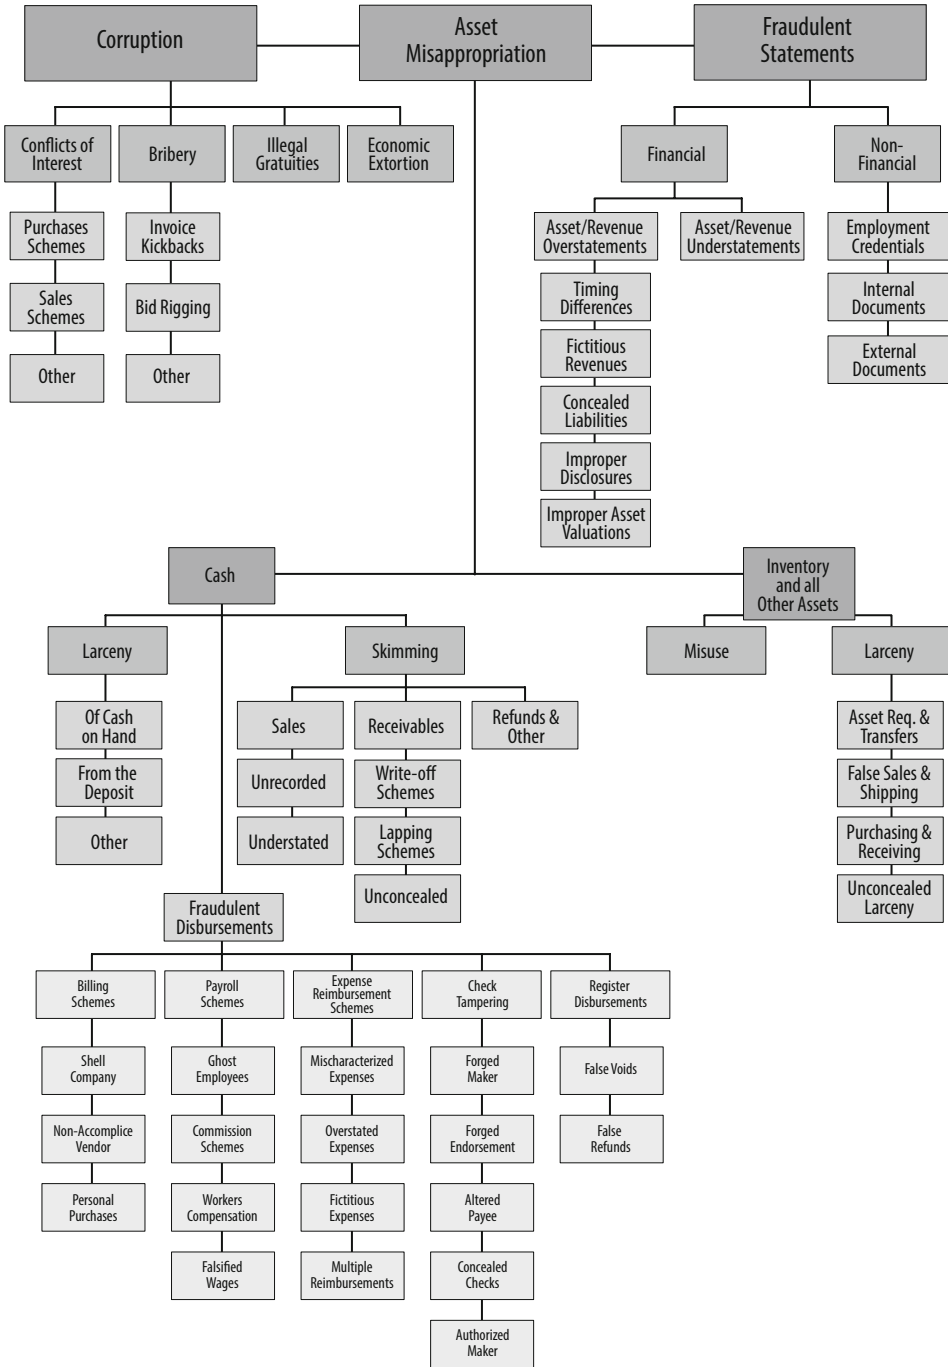 Corruption
Asset
Misappropriation
Fraudulent
Statements
Conflicts of
Interest
Bribery
Illegal
Gratuities
Economic
Extortion
Financial
Non-
Financial
Purchases
Schemes
Invoice
Kickbacks
Asset/Revenue
Overstatements
Asset/Revenue
Understatements
Employment
Credentials
Sales
Schemes
Bid Rigging
Timing
Differences
Internal
Documents
Other
Other
Fictitious
Revenues
External
Documents
Concealed
Liabilities
Improper
Disclosures
Improper Asset
Valuations
Cash
Inventory
and all
Other Assets
Larceny
Skimming
Misuse
Larceny
Of Cash
on Hand
Sales
Receivables
Refunds &
Other
Asset Req. &
Transfers
From the
Deposit
Unrecorded
Write-off
Schemes
False Sales &
Shipping
Other
Understated
Lapping
Schemes
Purchasing &
Receiving
Unconcealed
Unconcealed
Larceny
Fraudulent
Disbursements
Billing
Schemes
Payroll
Schemes
Expense
Reimbursement
Schemes
Check
Tampering
Register
Disbursements
Shell
Company
Ghost
Employees
Mischaracterized
Expenses
Forged
Maker
False Voids
Non-Accomplice
Vendor
Commission
Schemes
Overstated
Expenses
Forged
Endorsement
False
Refunds
Personal
Purchases
Workers
Compensation
Fictitious
Expenses
Altered
Payee
Falsified
Wages
Multiple
Reimbursements
Concealed
Checks
Authorized
Maker